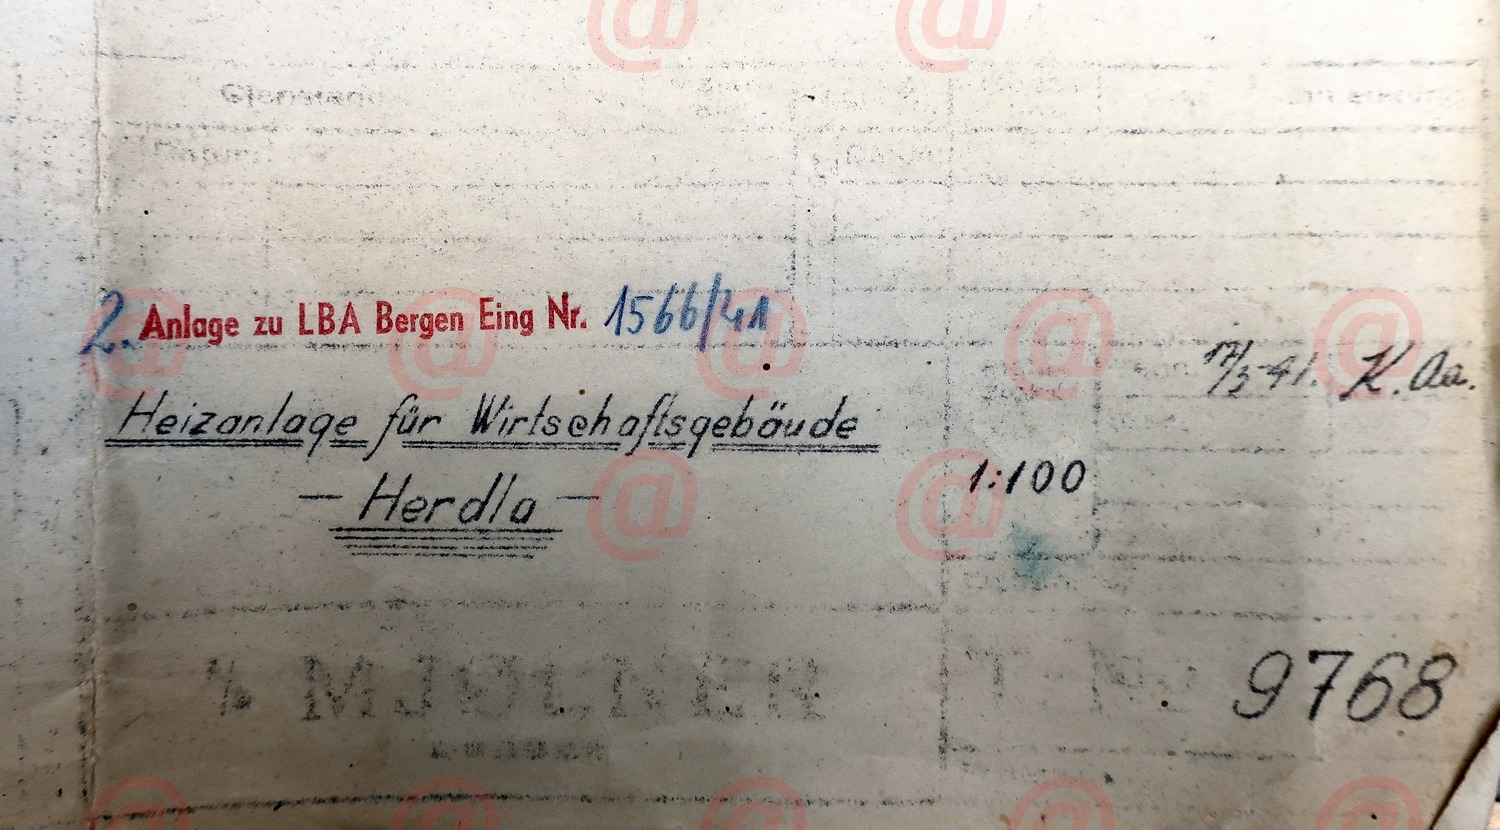 2. Anlage zu LBA Bergen Eing Nr. 1566/41
17/3-41. K. Aa.
Heizanlage für Wirtschaftsgebäude
1:100
— Herdla —
9768